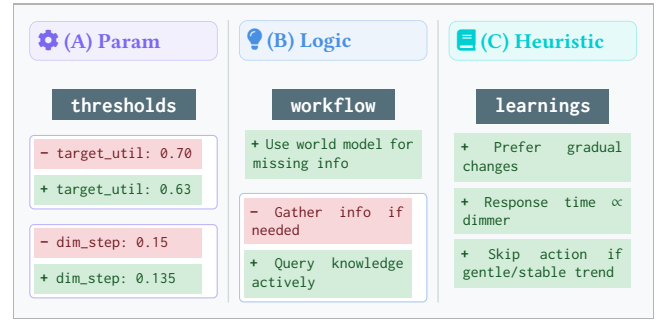 (A) Param
thresholds
− target_util: 0.70
+ target_util: 0.63
− dim_step: 0.15
+ dim_step: 0.135
(B) Logic
workflow
+ Use world model for
missing info
− Gather info if
needed
+ Query knowledge
actively
(C) Heuristic
learnings
+ Prefer gradual
changes
+ Response time ∝
dimmer
+ Skip action if
gentle/stable trend